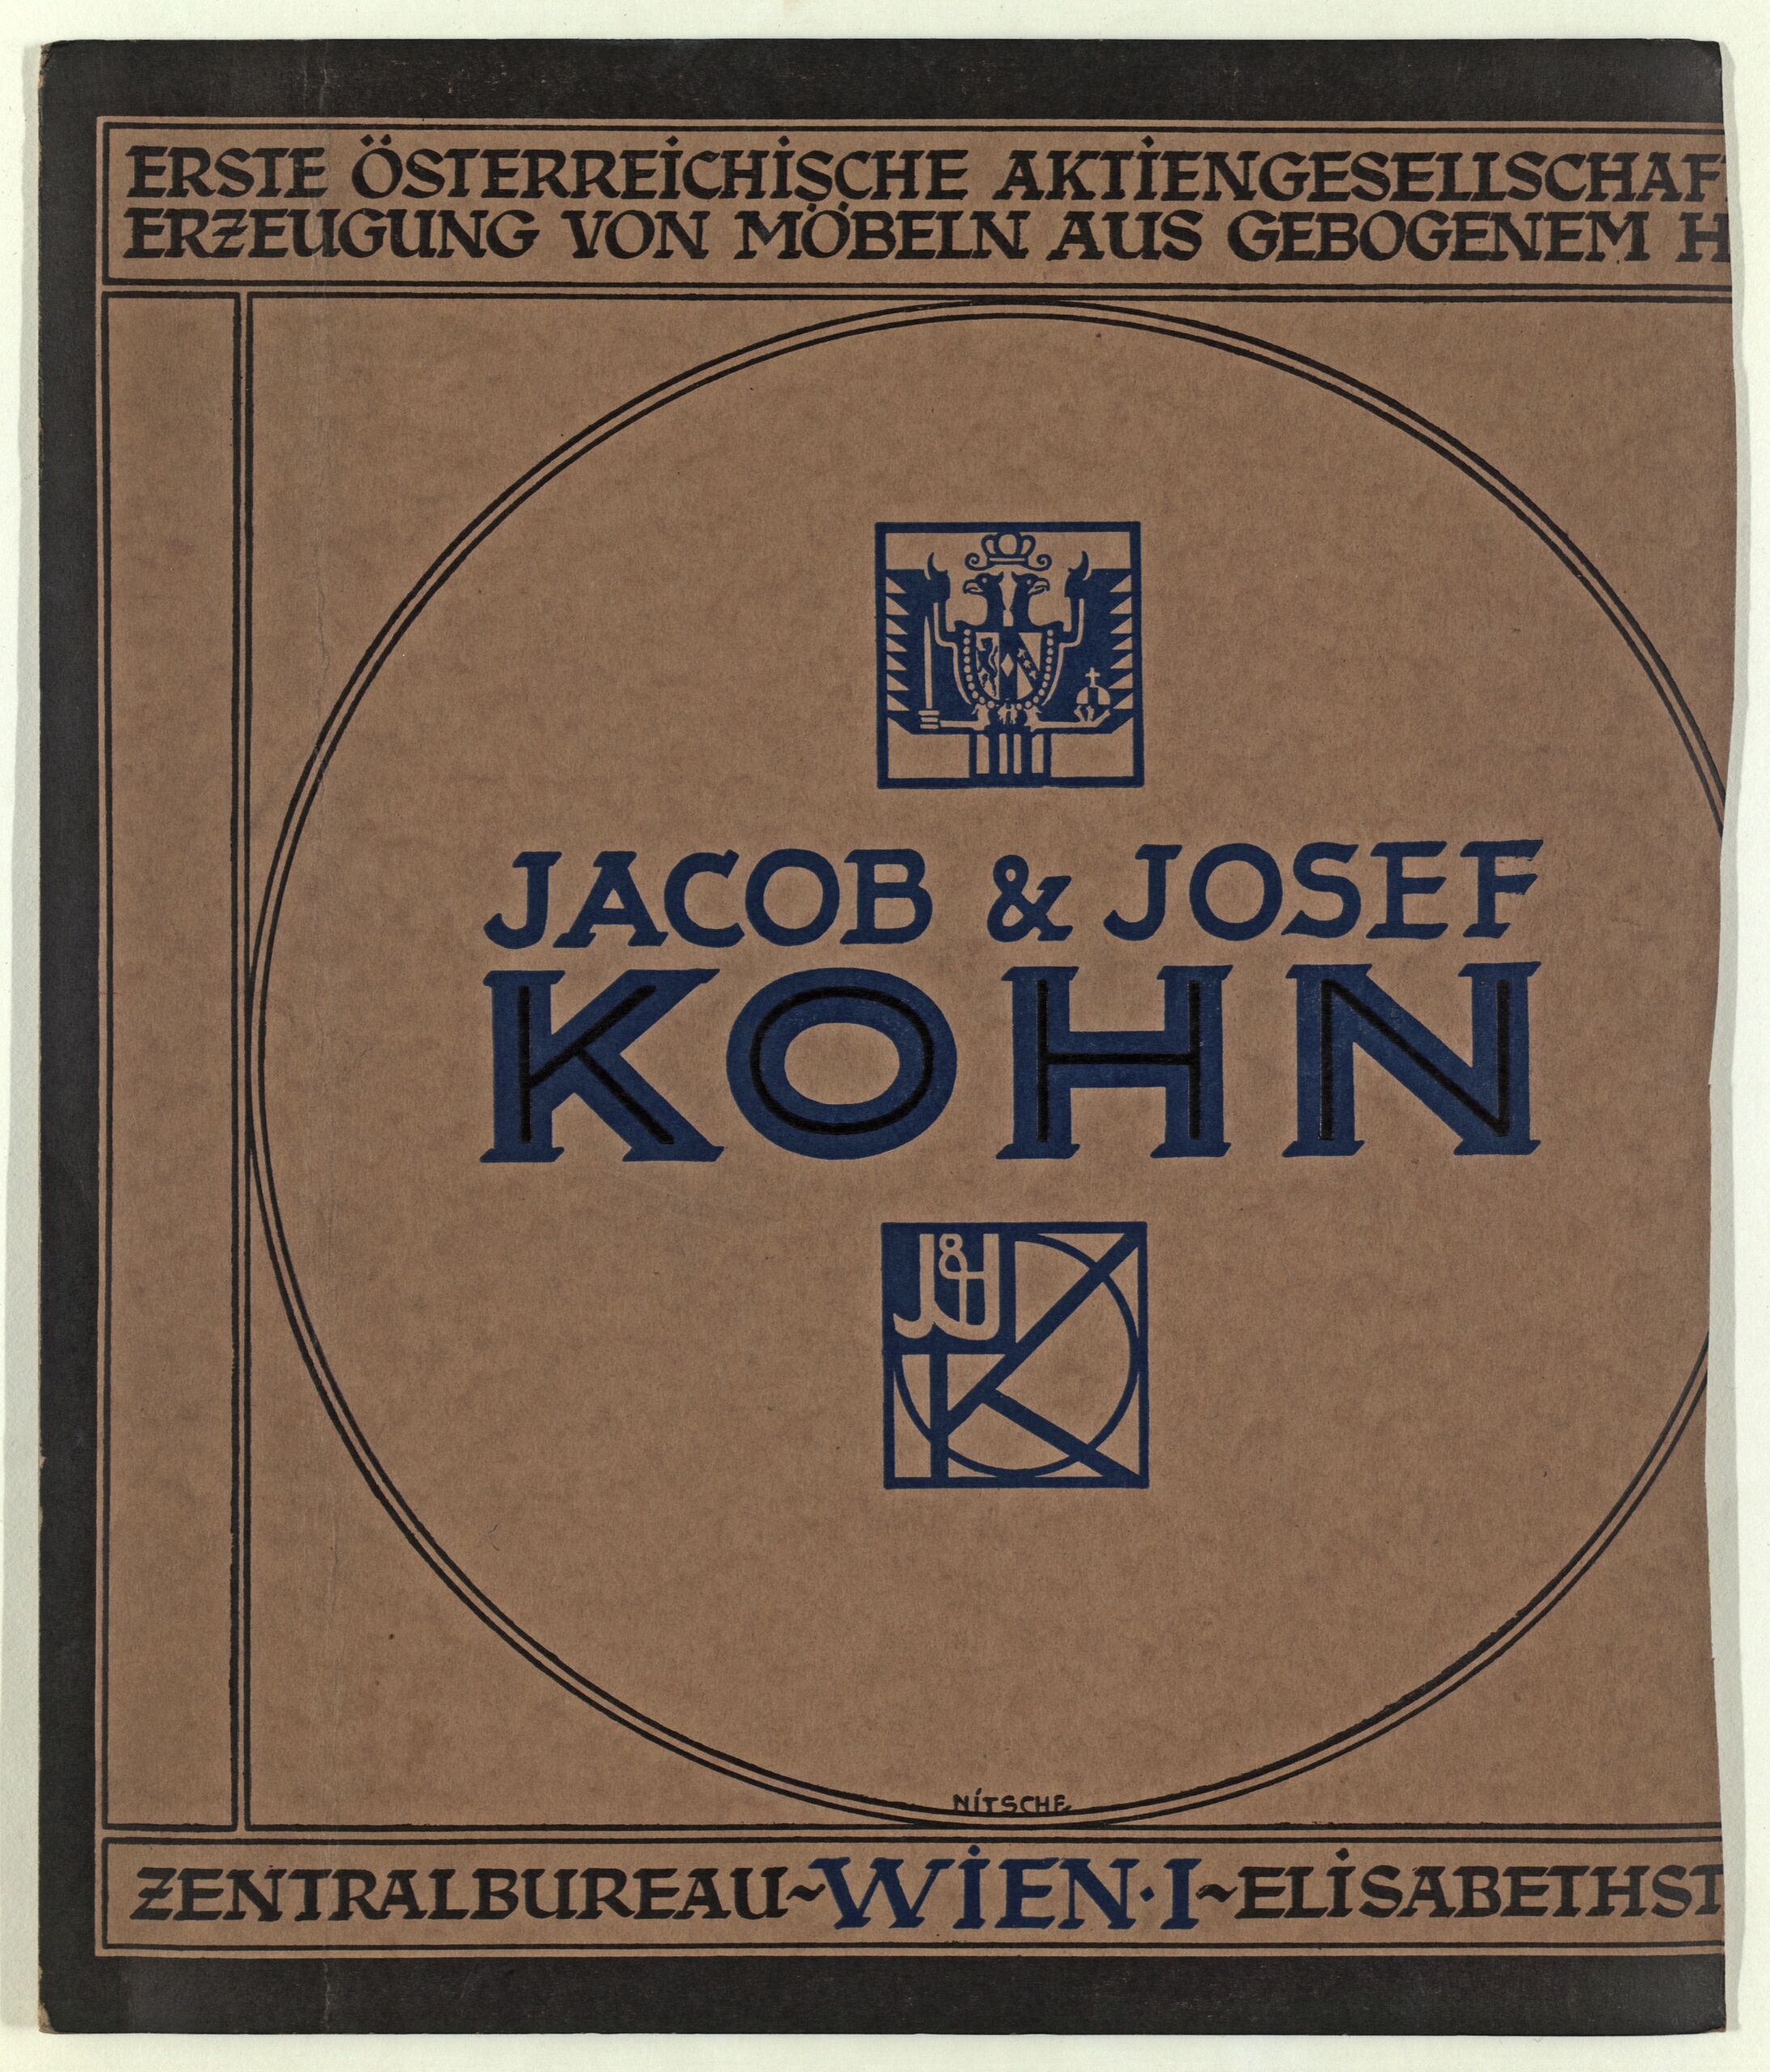 ERSTE ÖSTERREICHISCHE AKTIENGESELLSCHAF
ERZEUGUNG VON MÖBELN AUS GEBOGENEM H
JACOB & JOSEF
KOHN
J&J
K
NITSCHE
ZENTRALBUREAU~WIEN·I~ELISABETHST